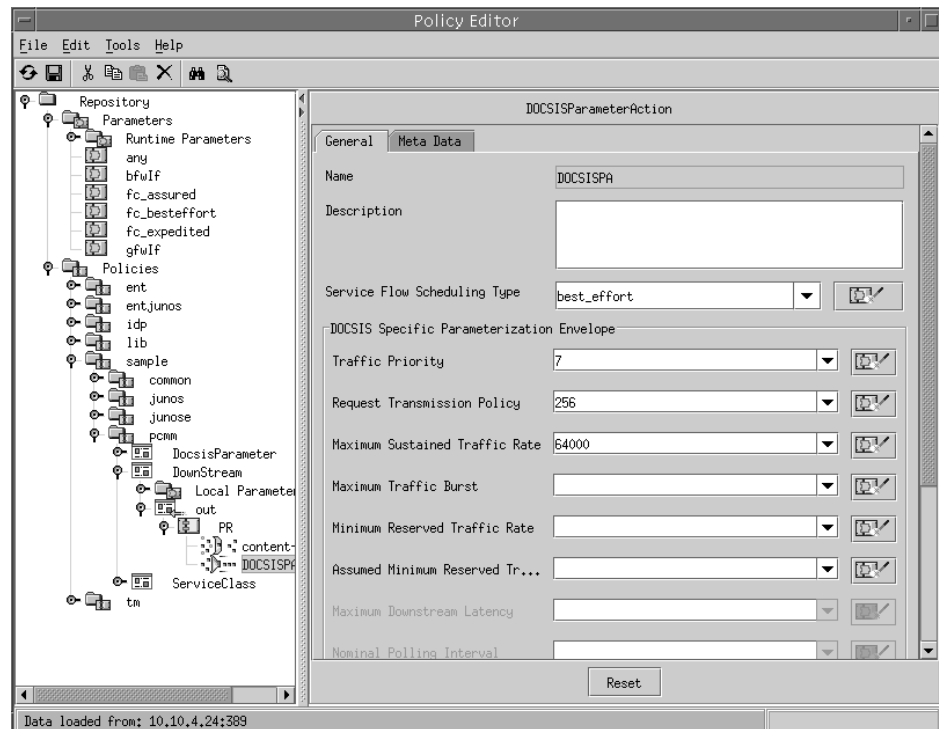 Policy Editor
File Edit Tools Help
Repository
Parameters
Runtime Parameters
any
bfwIf
fc_assured
fc_besteffort
fc_expedited
gfwIf
Policies
ent
entjunos
idp
lib
sample
common
junos
junose
pcmm
DocsisParameter
DownStream
Local Parameter
out
PR
content-
DOCSISPA
ServiceClass
tm
DOCSISParameterAction
General Meta Data
Name DOCSISPA
Description
Service Flow Scheduling Type best_effort
DOCSIS Specific Parameterization Envelope
Traffic Priority 7
Request Transmission Policy 256
Maximum Sustained Traffic Rate 64000
Maximum Traffic Burst
Minimum Reserved Traffic Rate
Assumed Minimum Reserved Tr...
Maximum Downstream Latency
Nominal Polling Interval
Reset
Data loaded from: 10.10.4.24:389